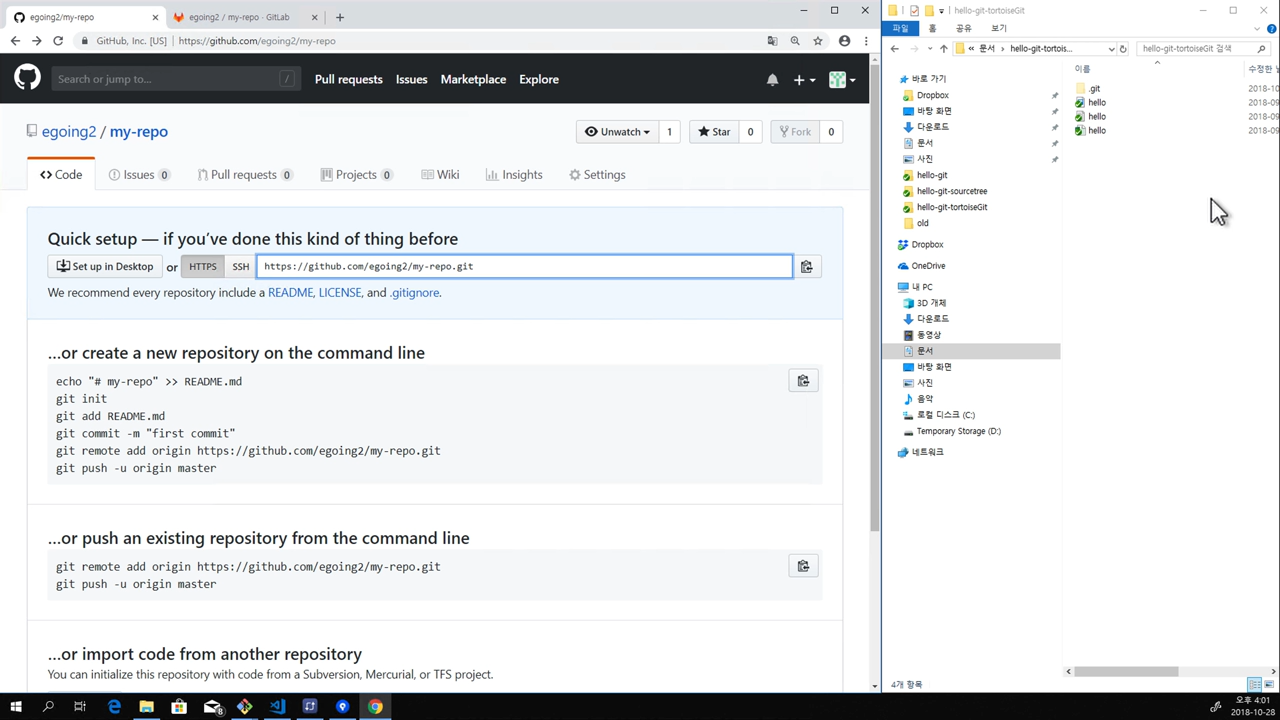 egoing2/my-repo
egoing2 / my-repo · GitLab
GitHub, Inc. [US]
github.com/egoing2/my-repo
Search or jump to...
/
Pull requests
Issues
Marketplace
Explore
egoing2 / my-repo
Unwatch
1
Star
0
Fork
0
Code
Issues 0
Pull requests 0
Projects 0
Wiki
Insights
Settings
Quick setup — if you've done this kind of thing before
Set up in Desktop
or
HTTPS
SSH
https://github.com/egoing2/my-repo.git
We recommend every repository include a README, LICENSE, and .gitignore.
…or create a new repository on the command line
echo "# my-repo" >> README.md
git init
git add README.md
git commit -m "first commit"
git remote add origin https://github.com/egoing2/my-repo.git
git push -u origin master
…or push an existing repository from the command line
git remote add origin https://github.com/egoing2/my-repo.git
git push -u origin master
…or import code from another repository
You can initialize this repository with code from a Subversion, Mercurial, or TFS project.
hello-git-tortoiseGit
파일
홈
공유
보기
« 문서 › hello-git-tortois...
hello-git-tortoiseGit 검색
바로 가기
Dropbox
바탕 화면
다운로드
문서
사진
hello-git
hello-git-sourcetree
hello-git-tortoiseGit
old
Dropbox
OneDrive
내 PC
3D 개체
다운로드
동영상
문서
바탕 화면
사진
음악
로컬 디스크 (C:)
Temporary Storage (D:)
네트워크
이름
수정한 날
.git
2018-10
hello
2018-09
hello
2018-09
hello
2018-09
4개 항목
오후 4:01
2018-10-28